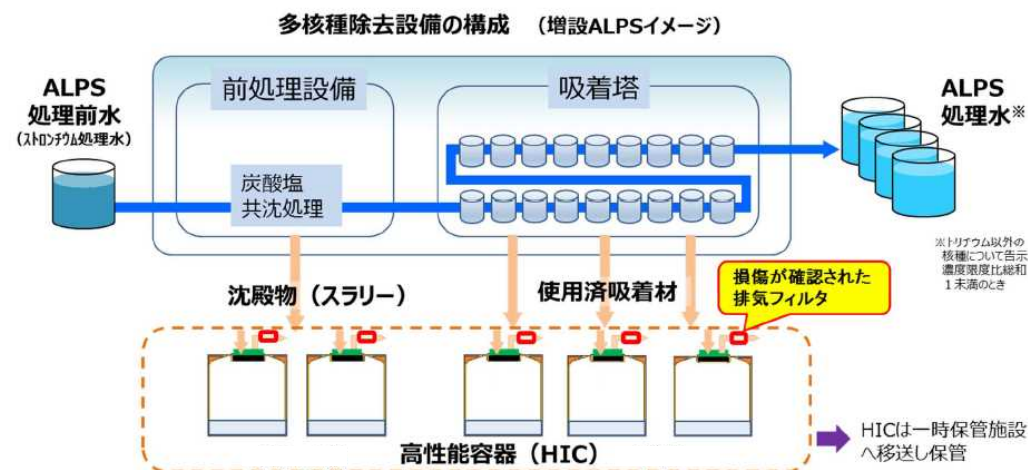 多核種除去設備の構成 （増設ALPSイメージ）
ALPS
処理前水
(ストロンチウム処理水)
前処理設備
吸着塔
炭酸塩
共沈処理
ALPS
処理水※
※トリチウム以外の
核種について告示
濃度限度比総和
１未満のとき
沈殿物（スラリー）
使用済吸着材
損傷が確認された
排気フィルタ
高性能容器（HIC）
HICは一時保管施設
へ移送し保管